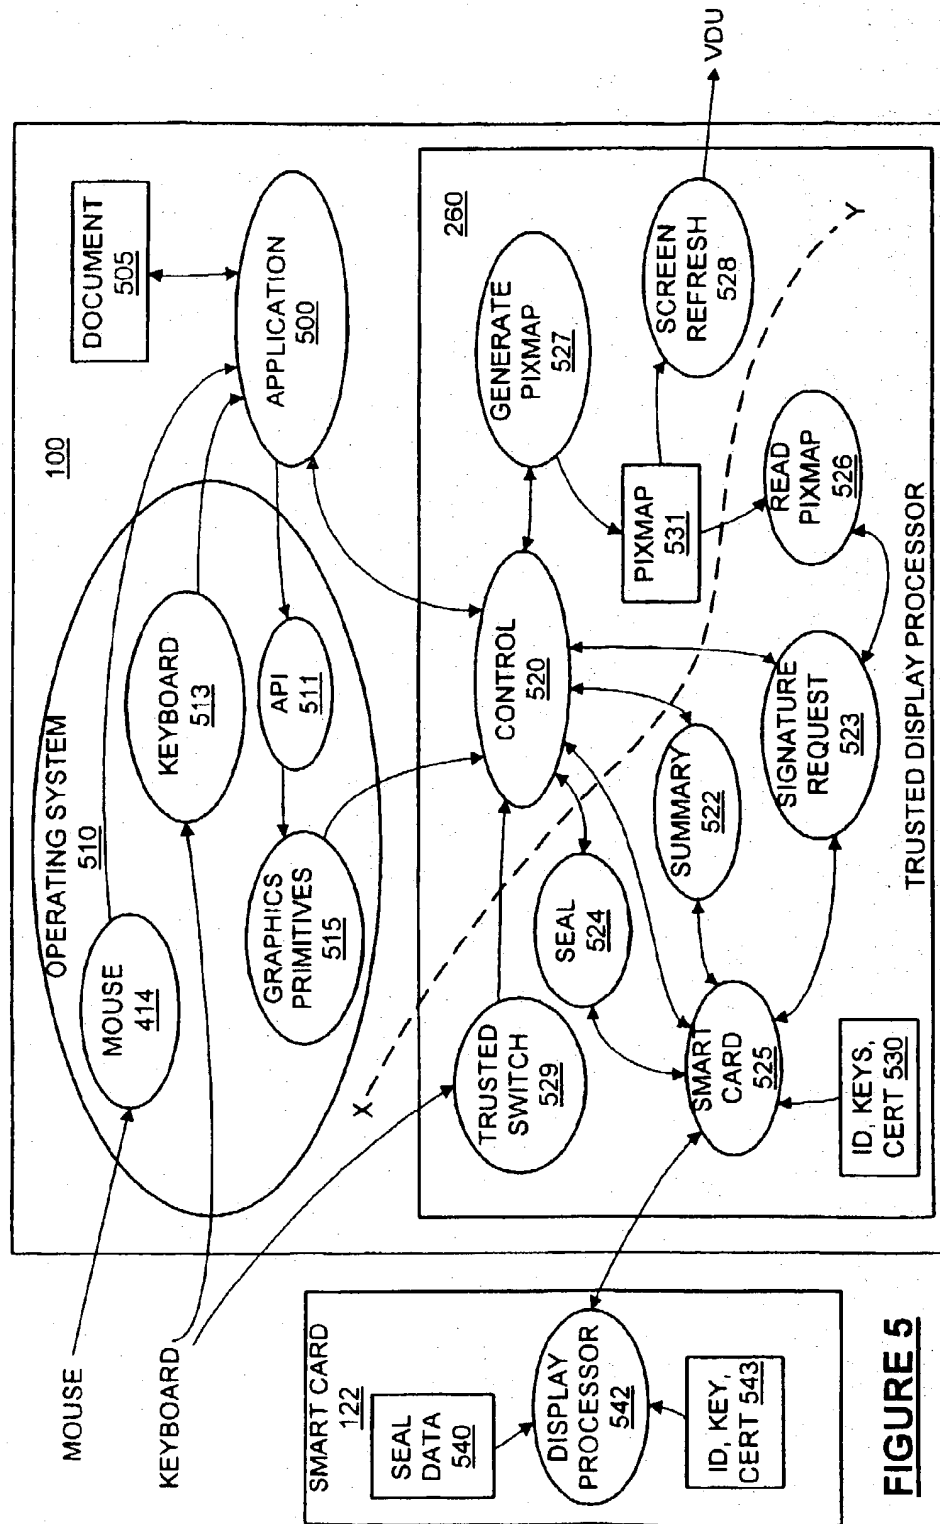 MOUSE
KEYBOARD
100
OPERATING SYSTEM
510
MOUSE
414
KEYBOARD
513
API
511
GRAPHICS
PRIMITIVES
515
DOCUMENT
505
APPLICATION
500
X
Y
260
TRUSTED
SWITCH
529
CONTROL
520
GENERATE
PIXMAP
527
SEAL
524
PIXMAP
531
SCREEN
REFRESH
528
VDU
SUMMARY
522
READ
PIXMAP
526
SMART
CARD
525
SIGNATURE
REQUEST
523
ID, KEYS,
CERT 530
TRUSTED DISPLAY PROCESSOR
SMART CARD
122
SEAL
DATA
540
DISPLAY
PROCESSOR
542
ID, KEY,
CERT 543
FIGURE 5